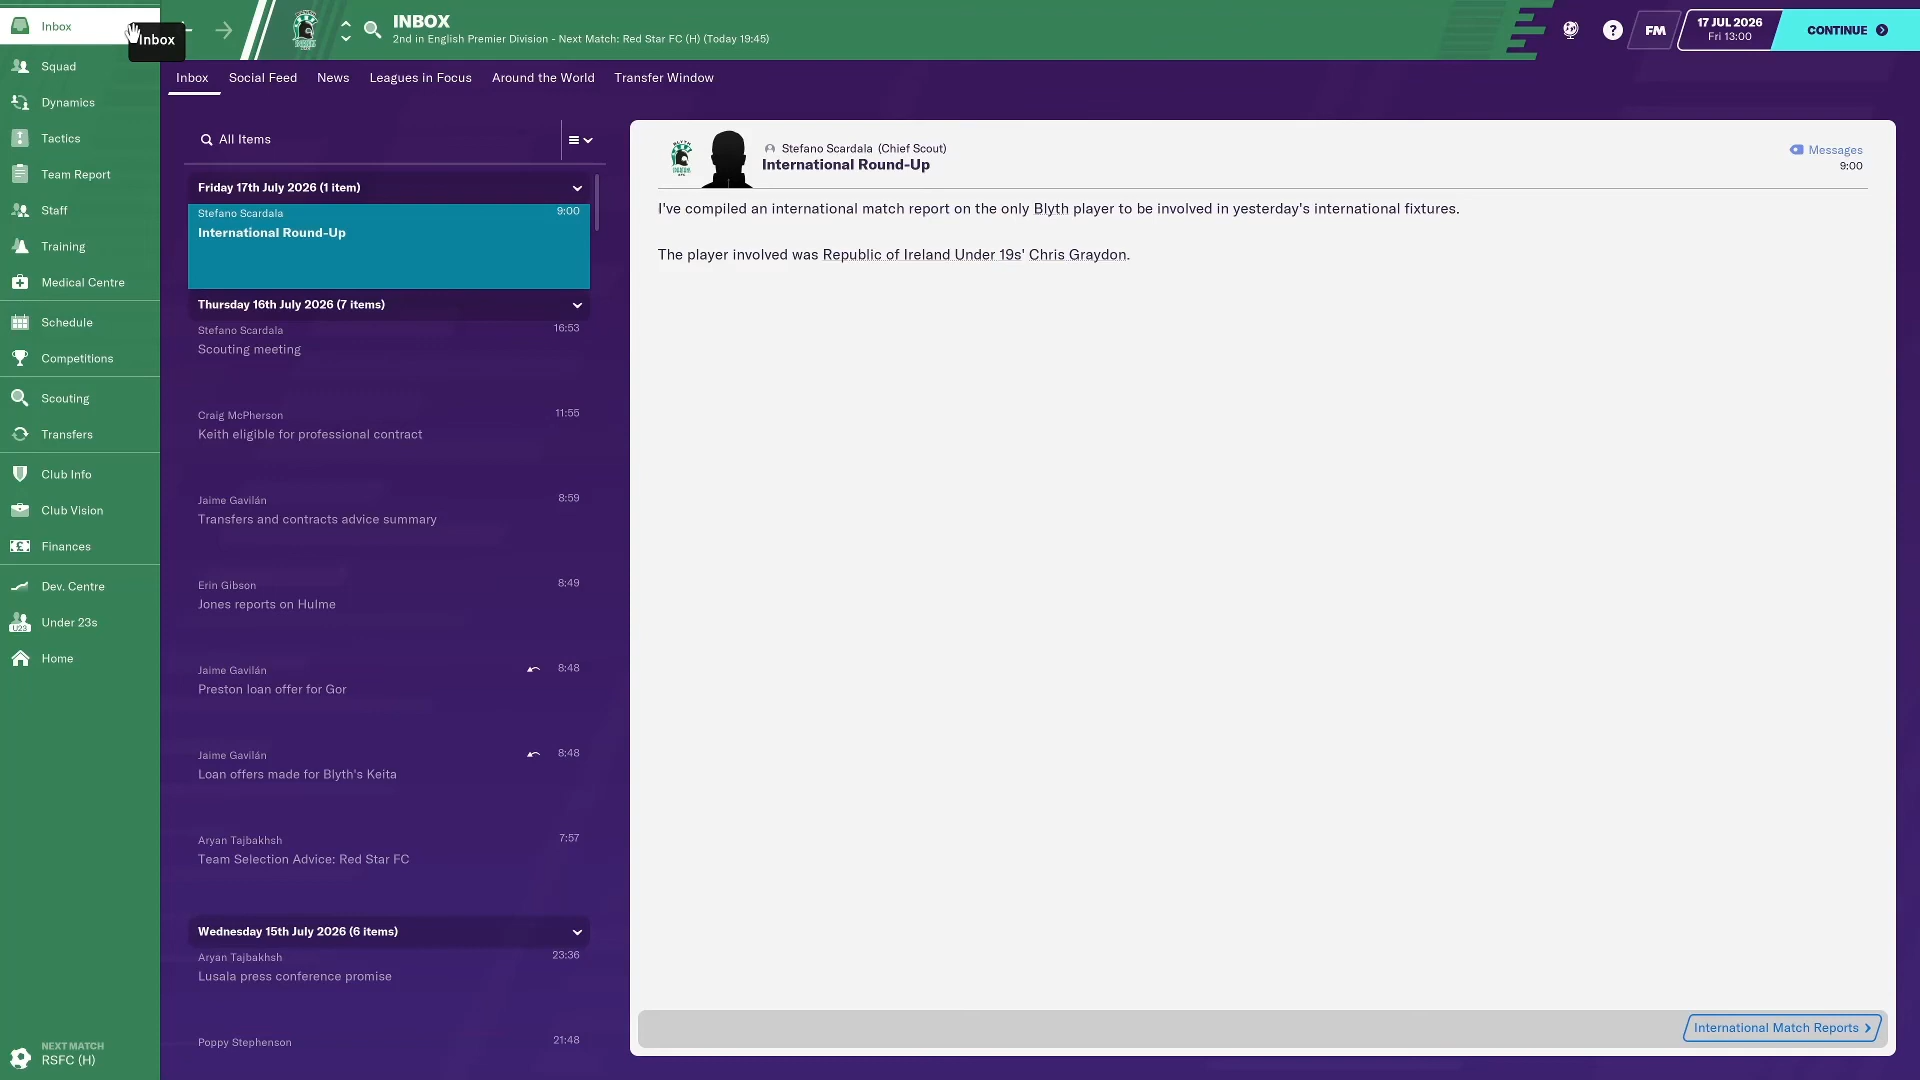 Inbox
Inbox
Squad
Dynamics
Tactics
Team Report
Staff
Training
Medical Centre
Schedule
Competitions
Scouting
Transfers
Club Info
Club Vision
Finances
Dev. Centre
U23
Under 23s
Home
NEXT MATCH
RSFC (H)
INBOX
2nd in English Premier Division - Next Match: Red Star FC (H) (Today 19:45)
?
FM
17 JUL 2026
Fri 13:00
CONTINUE
Inbox
Social Feed
News
Leagues in Focus
Around the World
Transfer Window
All Items
Friday 17th July 2026 (1 item)
Stefano Scardala 9:00
International Round-Up
Thursday 16th July 2026 (7 items)
Stefano Scardala 16:53
Scouting meeting
Craig McPherson 11:55
Keith eligible for professional contract
Jaime Gavilán 8:59
Transfers and contracts advice summary
Erin Gibson 8:49
Jones reports on Hulme
Jaime Gavilán 8:48
Preston loan offer for Gor
Jaime Gavilán 8:48
Loan offers made for Blyth's Keita
Aryan Tajbakhsh 7:57
Team Selection Advice: Red Star FC
Wednesday 15th July 2026 (6 items)
Aryan Tajbakhsh 23:36
Lusala press conference promise
Poppy Stephenson 21:48
Stefano Scardala (Chief Scout)
International Round-Up
Messages
9:00
I've compiled an international match report on the only Blyth player to be involved in yesterday's international fixtures.
The player involved was Republic of Ireland Under 19s' Chris Graydon.
International Match Reports